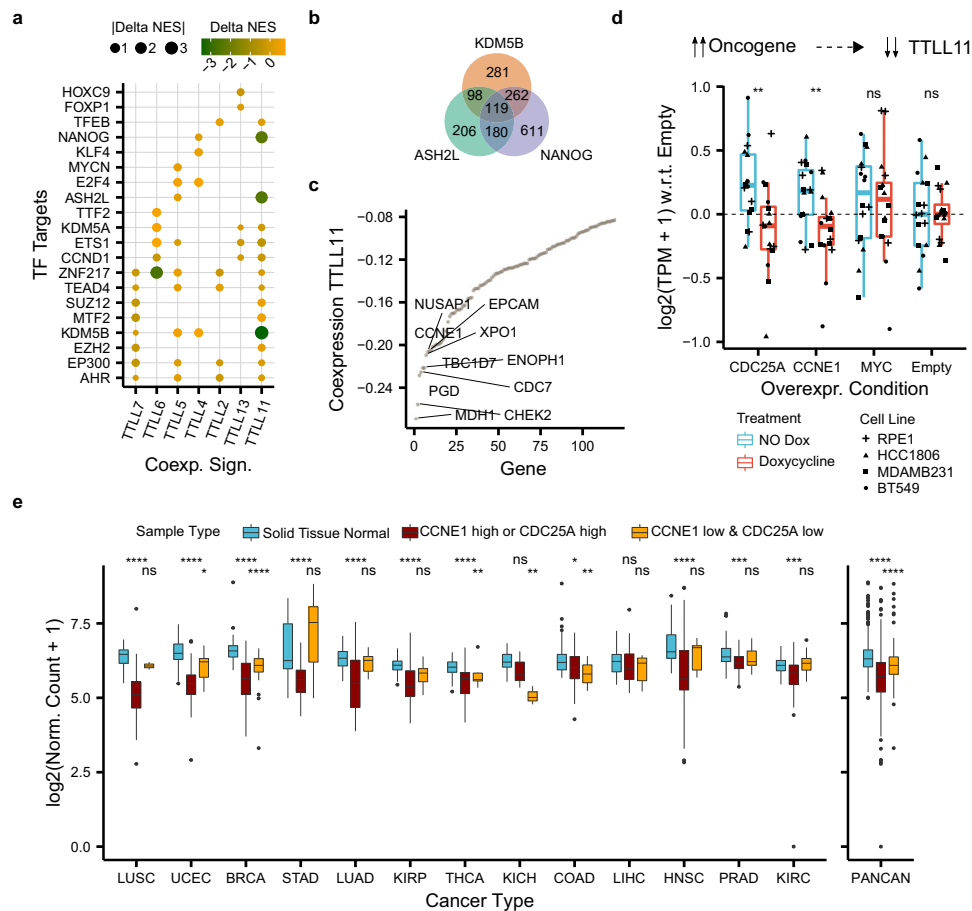 a
|Delta NES|
1 2 3
Delta NES
-3 -2 -1 0
TF Targets
HOXC9
FOXP1
TFEB
NANOG
KLF4
MYCN
E2F4
ASH2L
TTF2
KDM5A
ETS1
CCND1
ZNF217
TEAD4
SUZ12
MTF2
KDM5B
EZH2
EP300
AHR
TTLL7 TTLL6 TTLL5 TTLL4 TTLL2 TTLL13 TTLL11
Coexp. Sign.
b
KDM5B
281
98 262
119
206 180 611
ASH2L NANOG
c
Coexpression TTLL11
−0.08
−0.12
−0.16
−0.20
−0.24
NUSAP1 EPCAM
CCNE1 XPO1
TBC1D7 ENOPH1
PGD CDC7
MDH1 CHEK2
0 25 50 75 100
Gene
d
Oncogene TTLL11
log2(TPM + 1) w.r.t. Empty
** ** ns ns
1.0
0.5
0.0
−0.5
−1.0
CDC25A CCNE1 MYC Empty
Overexpr. Condition
Treatment
NO Dox
Doxycycline
Cell Line
RPE1
HCC1806
MDAMB231
BT549
e
Sample Type Solid Tissue Normal CCNE1 high or CDC25A high CCNE1 low & CDC25A low
**** **** **** **** **** **** **** ns * ns **** *** *** ****
ns * **** ns ns ns ** ** ** ns ns ns ns ****
log2(Norm. Count + 1)
7.5
5.0
2.5
0.0
LUSC UCEC BRCA STAD LUAD KIRP THCA KICH COAD LIHC HNSC PRAD KIRC PANCAN
Cancer Type